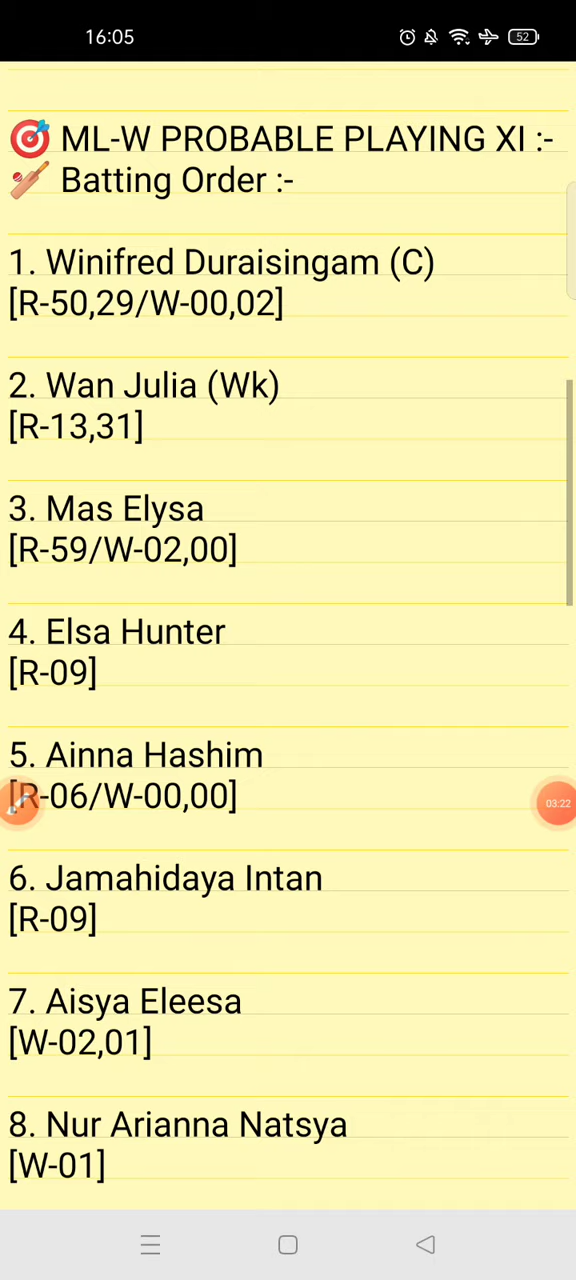 16:05
52
🎯 ML-W PROBABLE PLAYING XI :-
🏏 Batting Order :-
1. Winifred Duraisingam (C)
[R-50,29/W-00,02]
2. Wan Julia (Wk)
[R-13,31]
3. Mas Elysa
[R-59/W-02,00]
4. Elsa Hunter
[R-09]
5. Ainna Hashim
[R-06/W-00,00]
03:22
6. Jamahidaya Intan
[R-09]
7. Aisya Eleesa
[W-02,01]
8. Nur Arianna Natsya
[W-01]